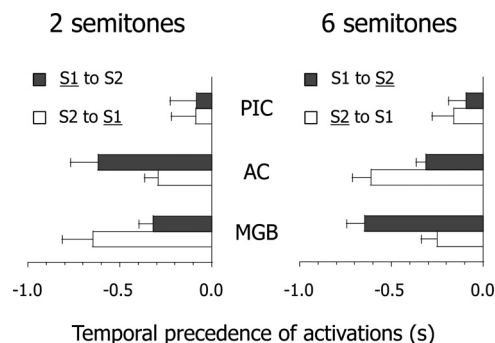 2 semitones
6 semitones
S1 to S2
S2 to S1
S1 to S2
S2 to S1
PIC
AC
MGB
-1.0 -0.5 0.0
-1.0 -0.5 0.0
Temporal precedence of activations (s)